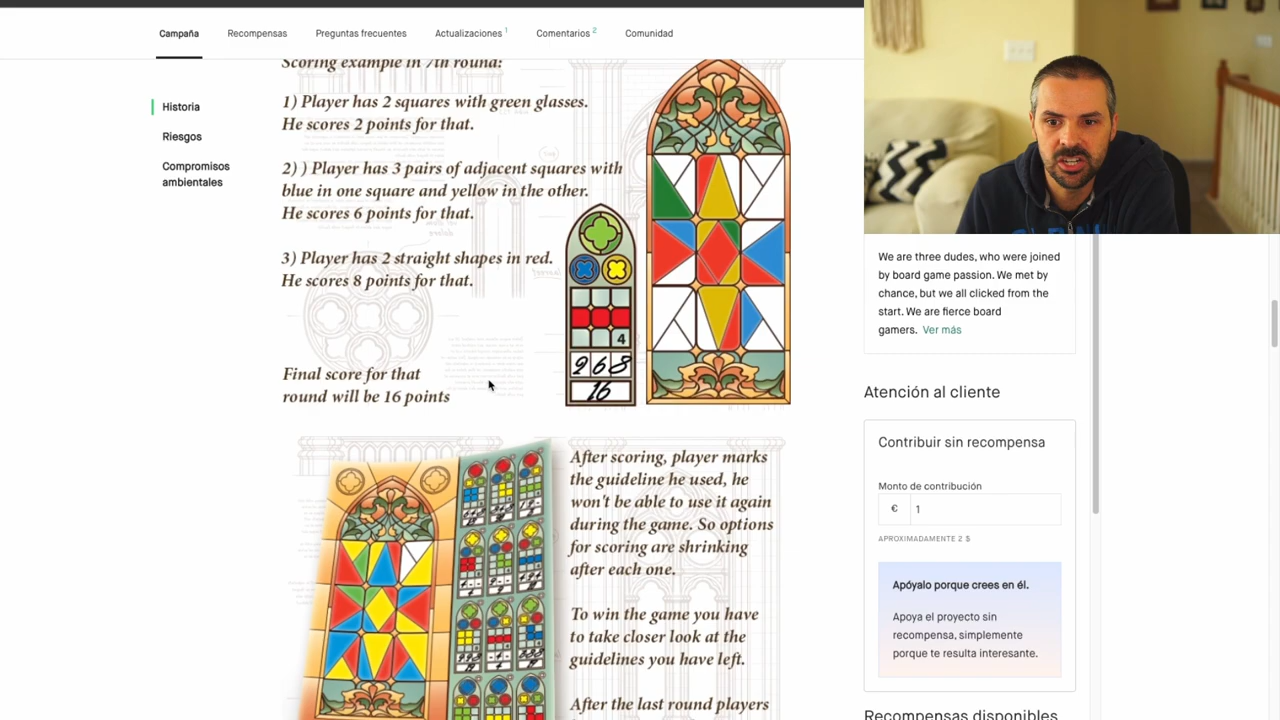 Campaña
Recompensas
Preguntas frecuentes
Actualizaciones 1
Comentarios 2
Comunidad
Historia
Riesgos
Compromisos
ambientales
Scoring example in 7th round:
1) Player has 2 squares with green glasses.
He scores 2 points for that.
2) ) Player has 3 pairs of adjacent squares with
blue in one square and yellow in the other.
He scores 6 points for that.
3) Player has 2 straight shapes in red.
He scores 8 points for that.
4
2 6 8
16
Final score for that
round will be 16 points
After scoring, player marks
the guideline he used, he
won't be able to use it again
during the game. So options
for scoring are shrinking
after each one.
To win the game you have
to take closer look at the
guidelines you have left.
After the last round players
We are three dudes, who were joined
by board game passion. We met by
chance, but we all clicked from the
start. We are fierce board
gamers. Ver más
Atención al cliente
Contribuir sin recompensa
Monto de contribución
€ 1
APROXIMADAMENTE 2 $
Apóyalo porque crees en él.
Apoya el proyecto sin
recompensa, simplemente
porque te resulta interesante.
Recompensas disponibles